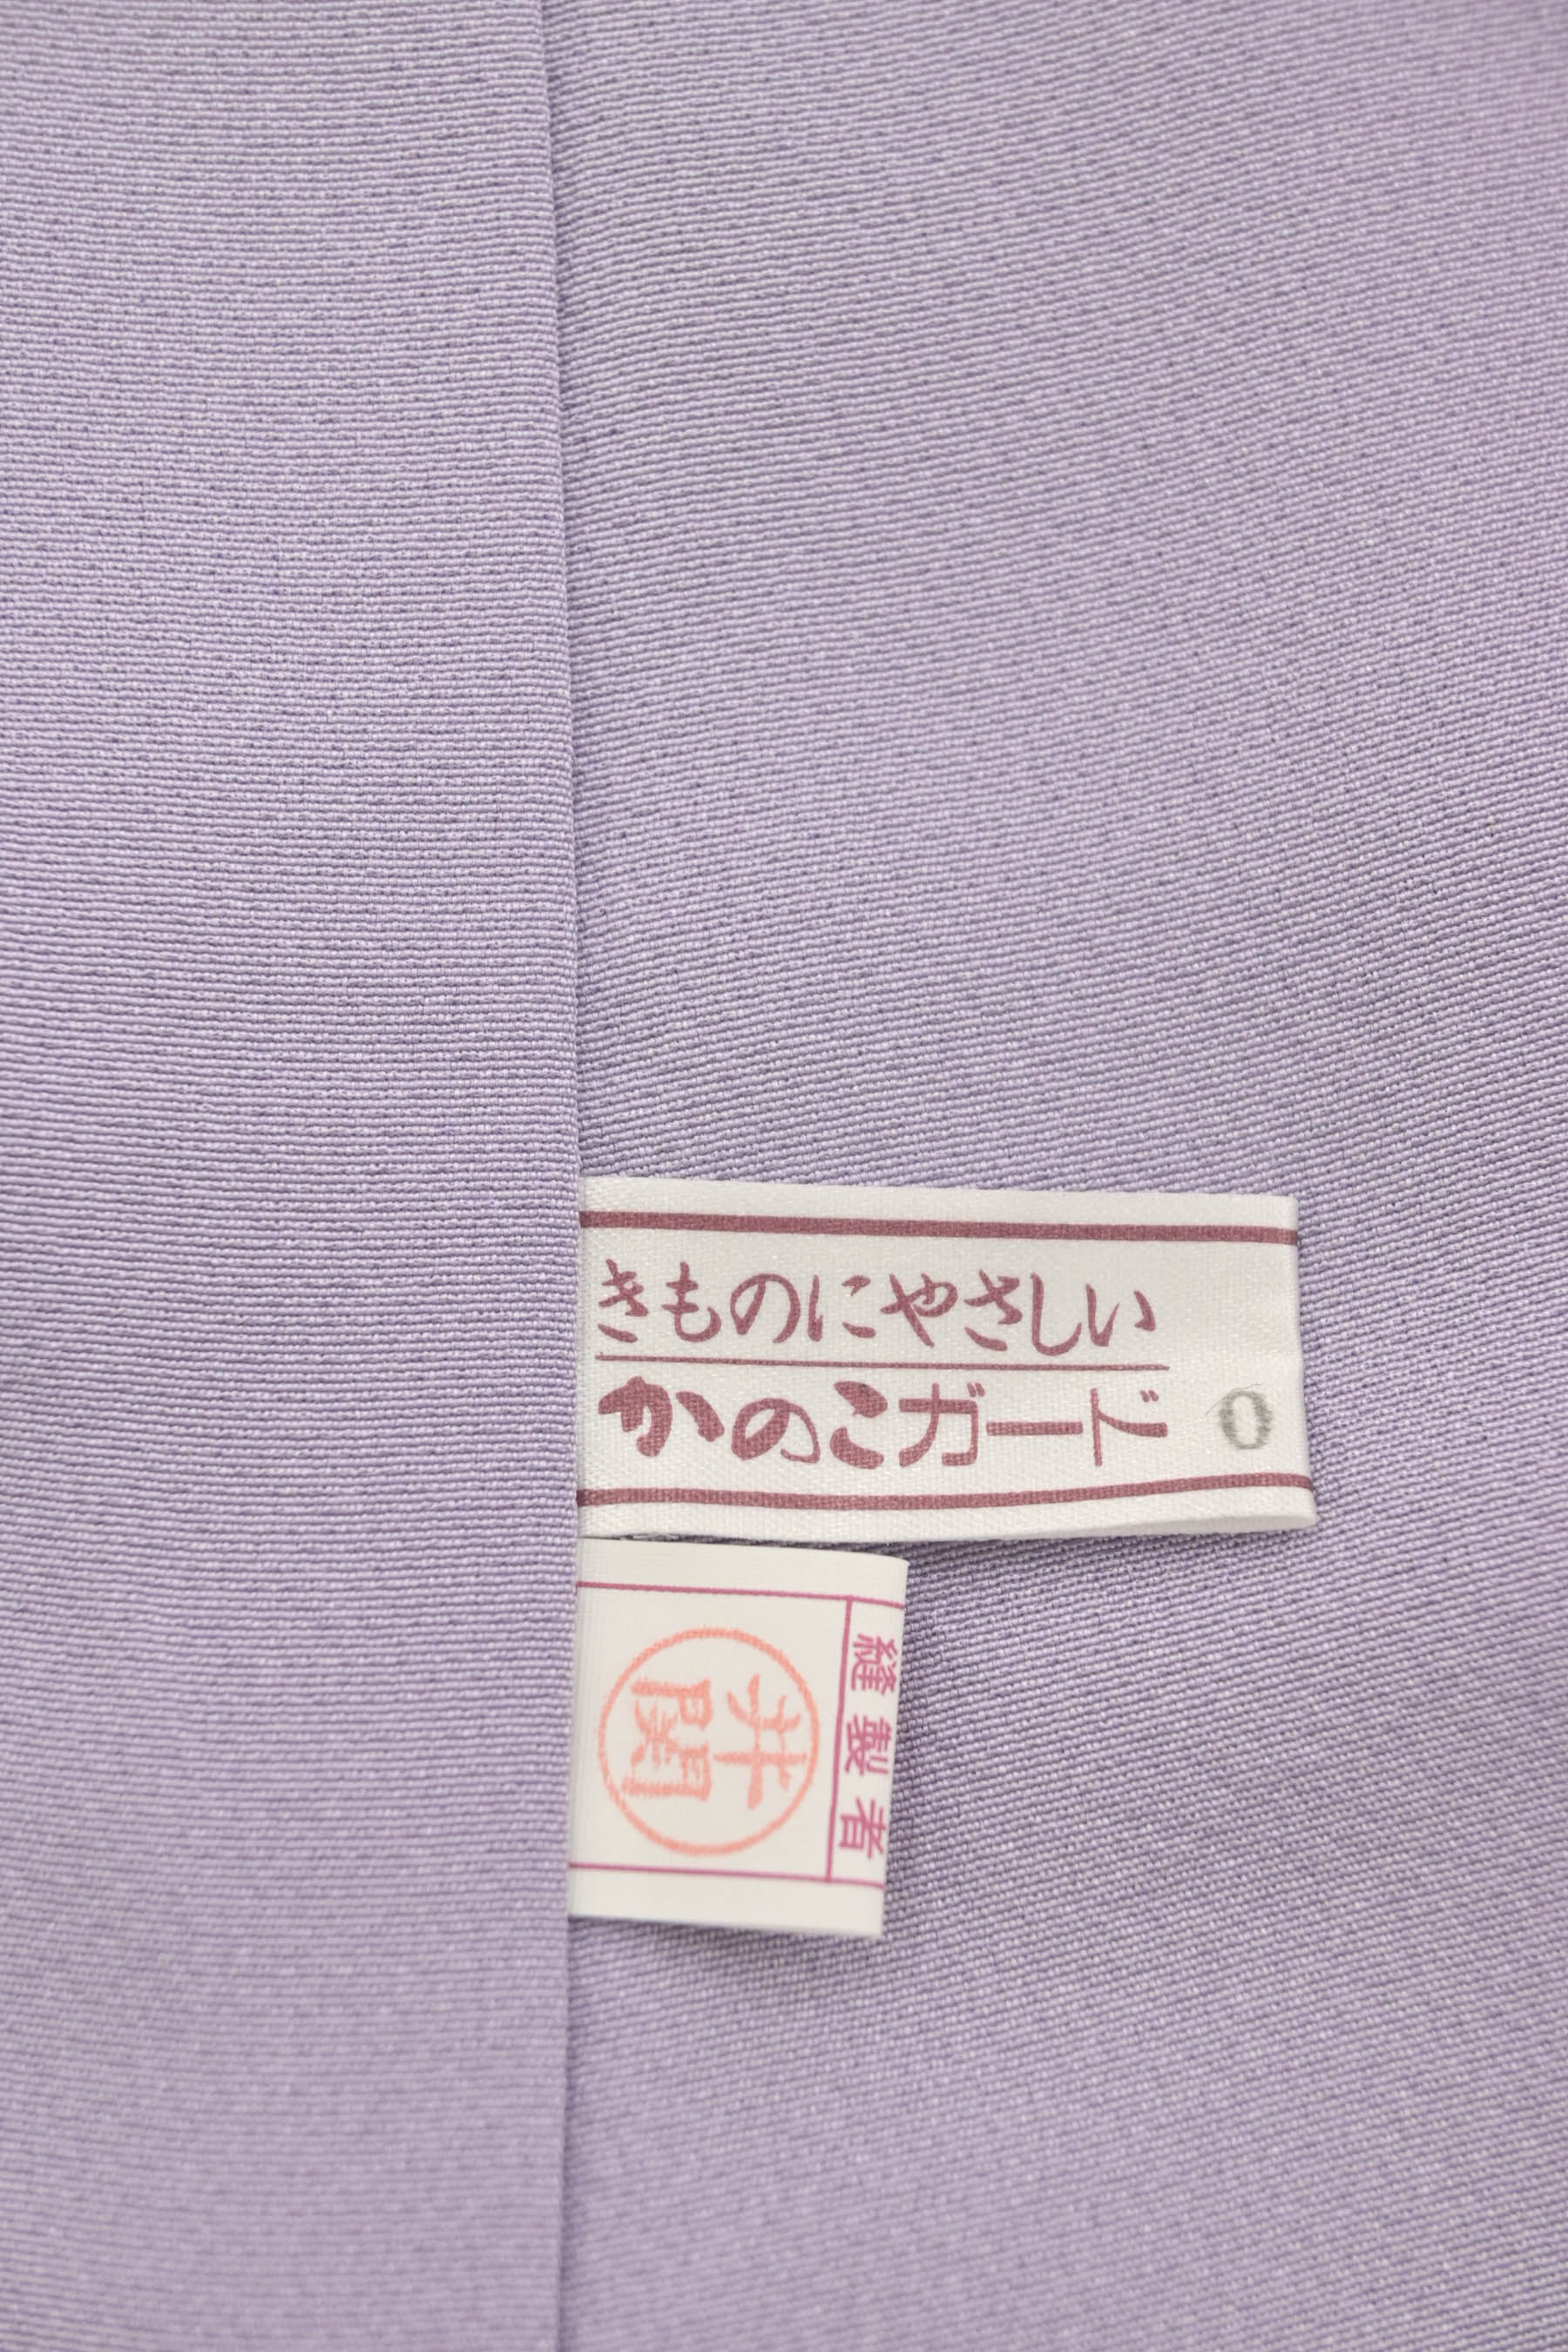 きものにやさしい
かのこガード
0
縫製者
井関